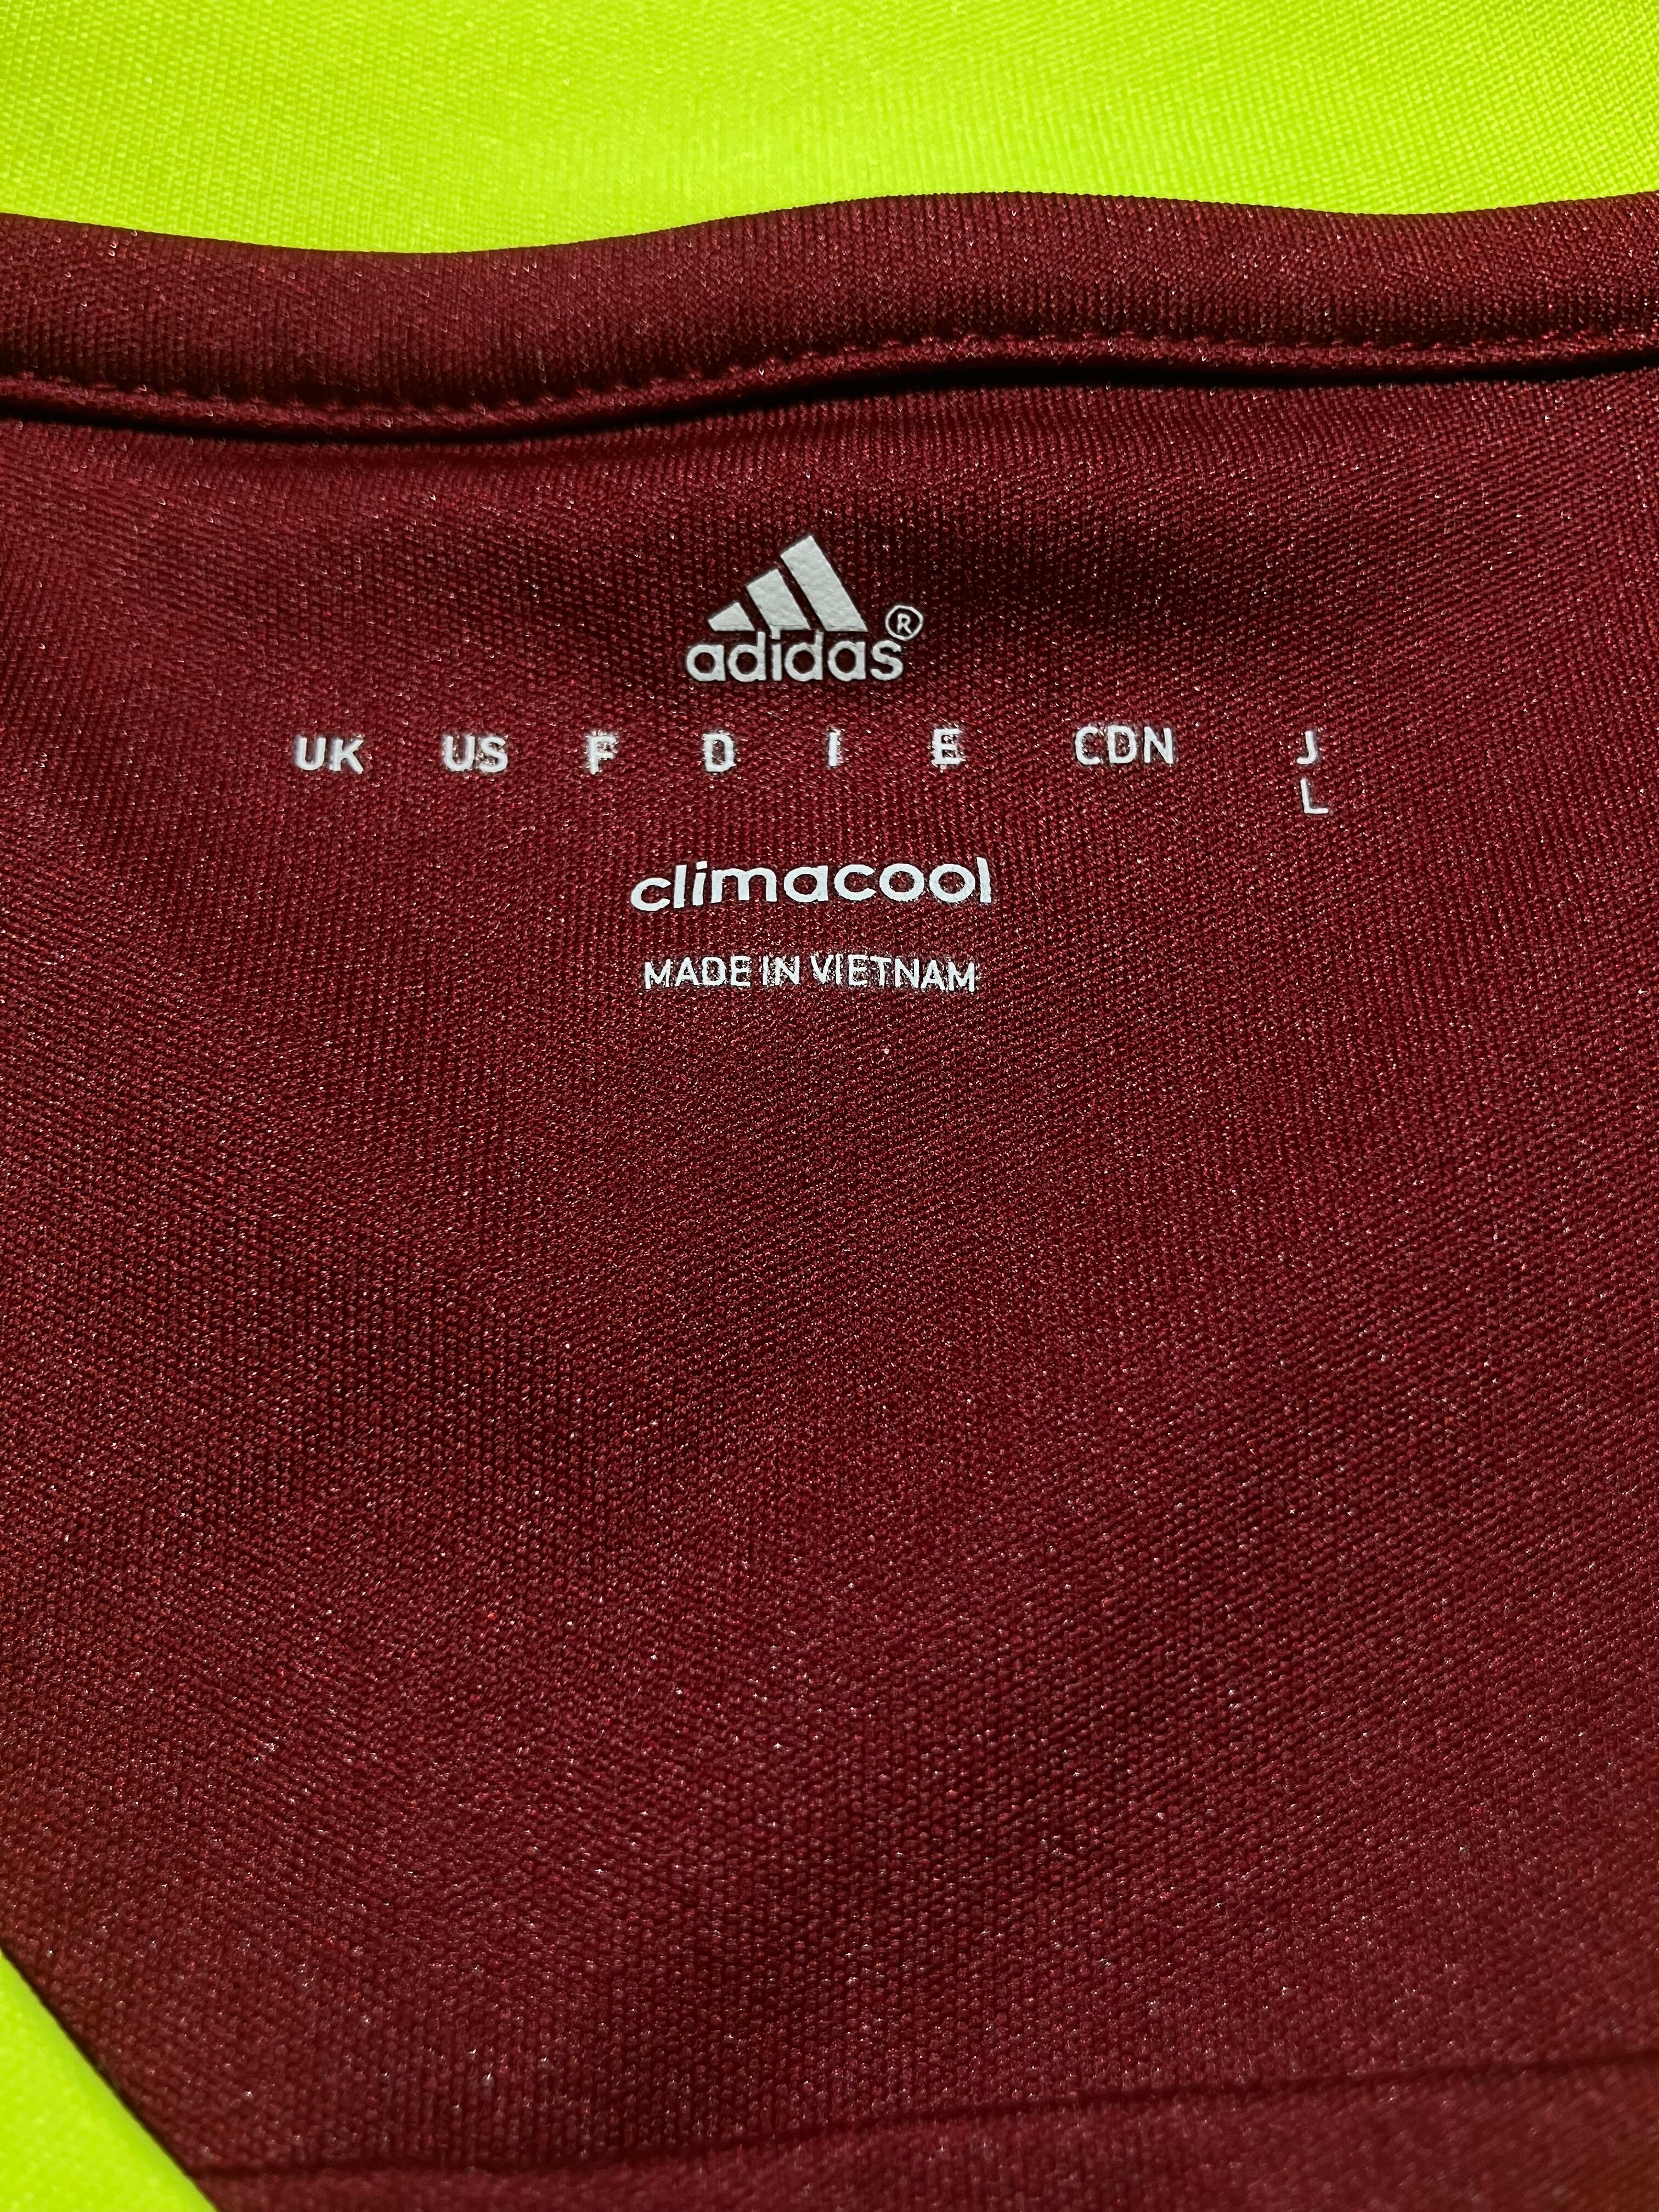 adidas®
UK US F D I E CDN J
L
climacool
MADE IN VIETNAM